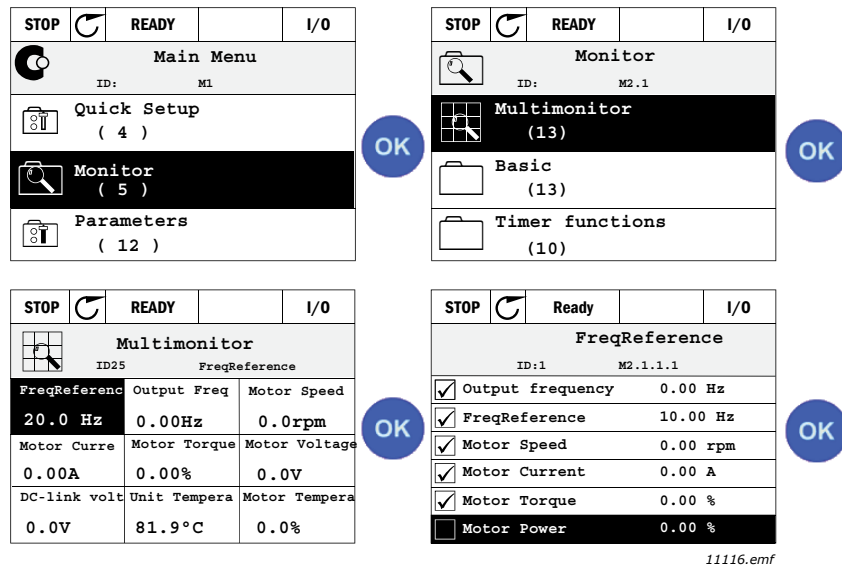 STOP READY I/O
Main Menu
ID: M1
Quick Setup
( 4 )
Monitor
( 5 )
Parameters
( 12 )
OK
STOP READY I/O
Monitor
ID: M2.1
Multimonitor
(13)
Basic
(13)
Timer functions
(10)
OK
STOP READY I/O
Multimonitor
ID25 FreqReference
FreqReferenc Output Freq Motor Speed
20.0 Hz 0.00Hz 0.0rpm
Motor Curre Motor Torque Motor Voltage
0.00A 0.00% 0.0V
DC-link volt Unit Tempera Motor Tempera
0.0V 81.9°C 0.0%
OK
STOP Ready I/O
FreqReference
ID:1 M2.1.1.1
Output frequency 0.00 Hz
FreqReference 10.00 Hz
Motor Speed 0.00 rpm
Motor Current 0.00 A
Motor Torque 0.00 %
Motor Power 0.00 %
OK
11116.emf